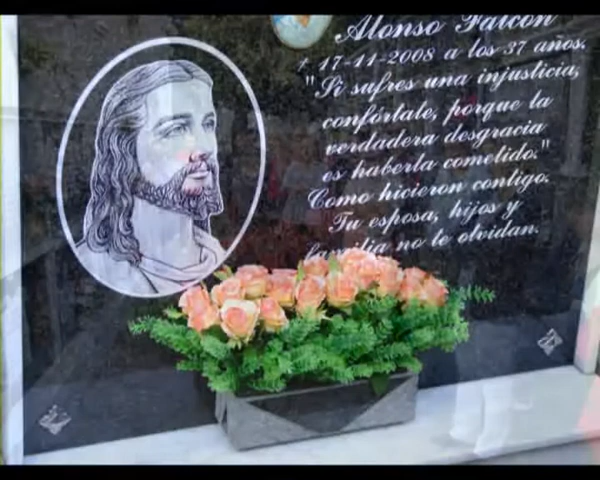 Alonso Falcón
† 17-11-2008 a los 37 años.
"Si sufres una injusticia,
confórtate, porque la
verdadera desgracia
es haberla cometido."
Como hicieron contigo.
Tu esposa, hijos y
familia no te olvidan.